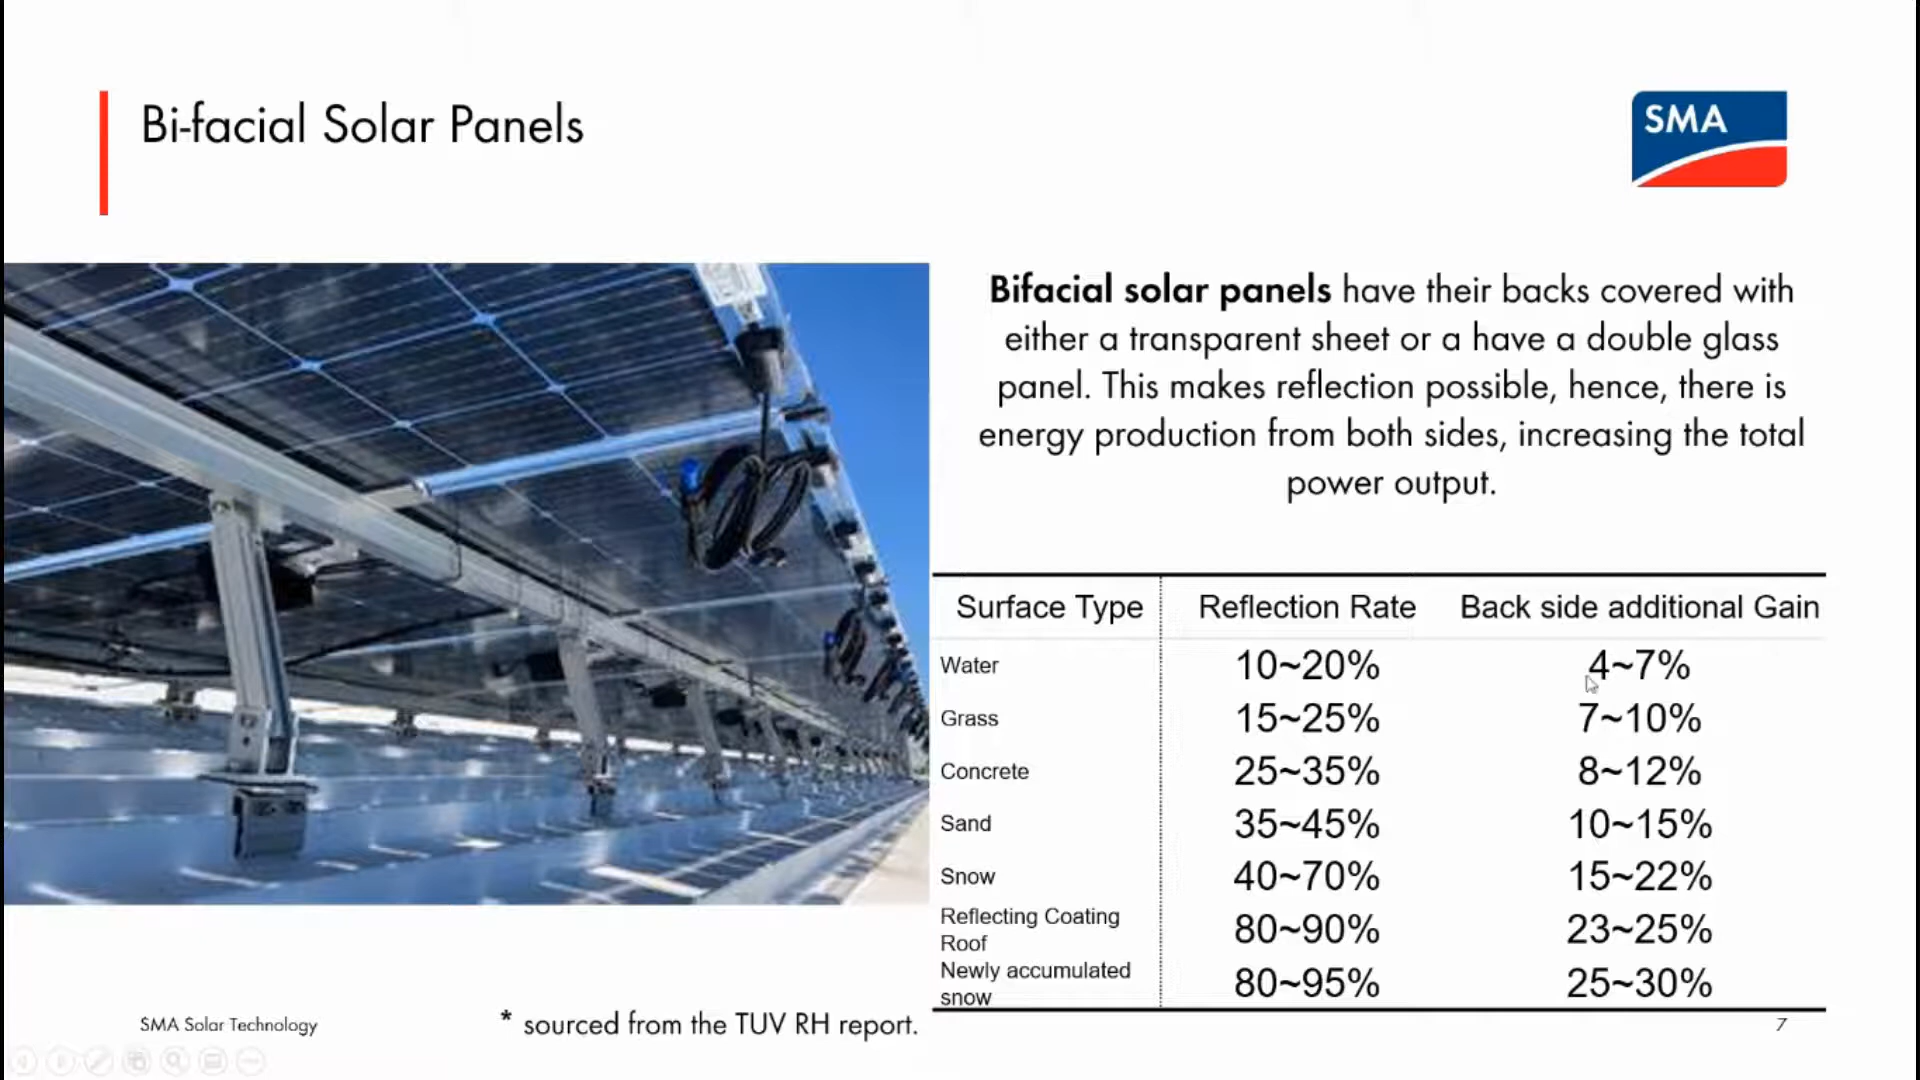 Bi-facial Solar Panels
SMA
Bifacial solar panels have their backs covered with
either a transparent sheet or a have a double glass
panel. This makes reflection possible, hence, there is
energy production from both sides, increasing the total
power output.
Surface Type Reflection Rate Back side additional Gain
Water 10~20% 4~7%
Grass 15~25% 7~10%
Concrete 25~35% 8~12%
Sand 35~45% 10~15%
Snow 40~70% 15~22%
Reflecting Coating
Roof 80~90% 23~25%
Newly accumulated
snow 80~95% 25~30%
SMA Solar Technology
* sourced from the TUV RH report.
7